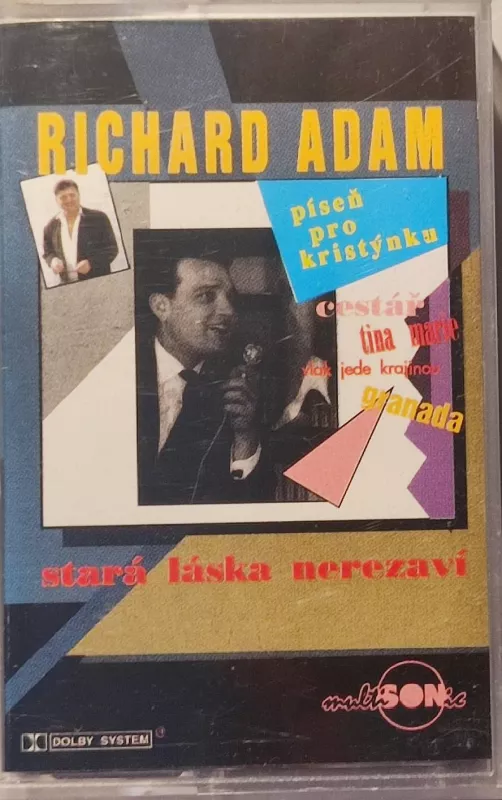 RICHARD ADAM
píseň
pro
kristýnku
cestář
tina marie
vlak jede krajinou
granada
stará láska nerezaví
multiSONic
DOLBY SYSTEM ®